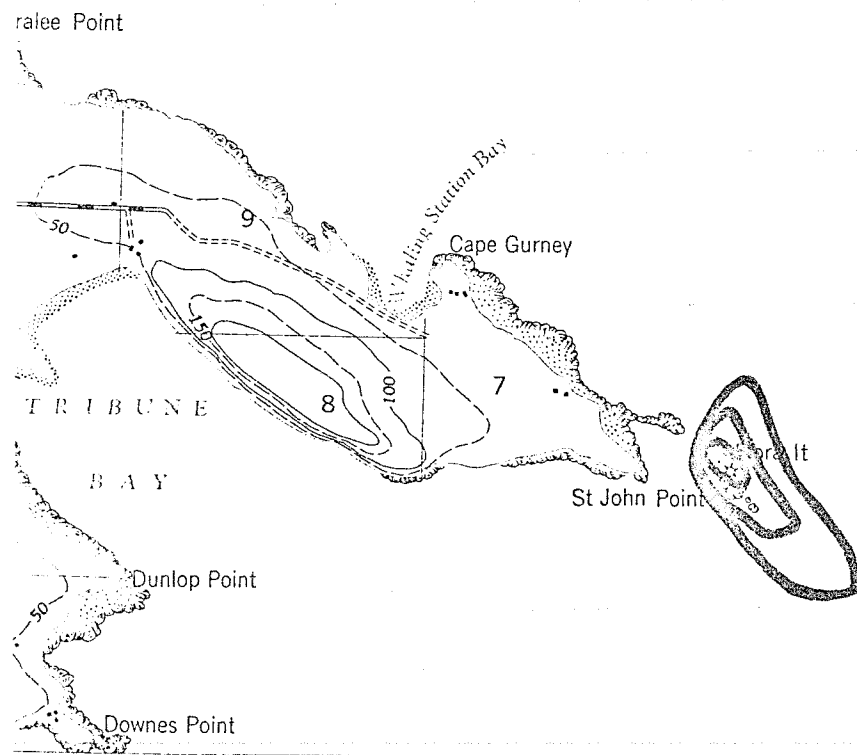 ralee Point
Whaling Station Bay
Cape Gurney
50
9
150
100
7
8
TRIBUNE
BAY
St John Point
It
Dunlop Point
50
Downes Point